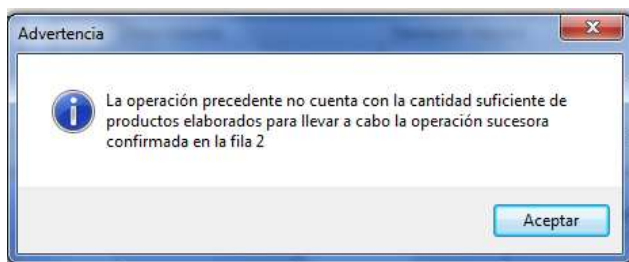 Advertencia
La operación precedente no cuenta con la cantidad suficiente de
productos elaborados para llevar a cabo la operación sucesora
confirmada en la fila 2
Aceptar